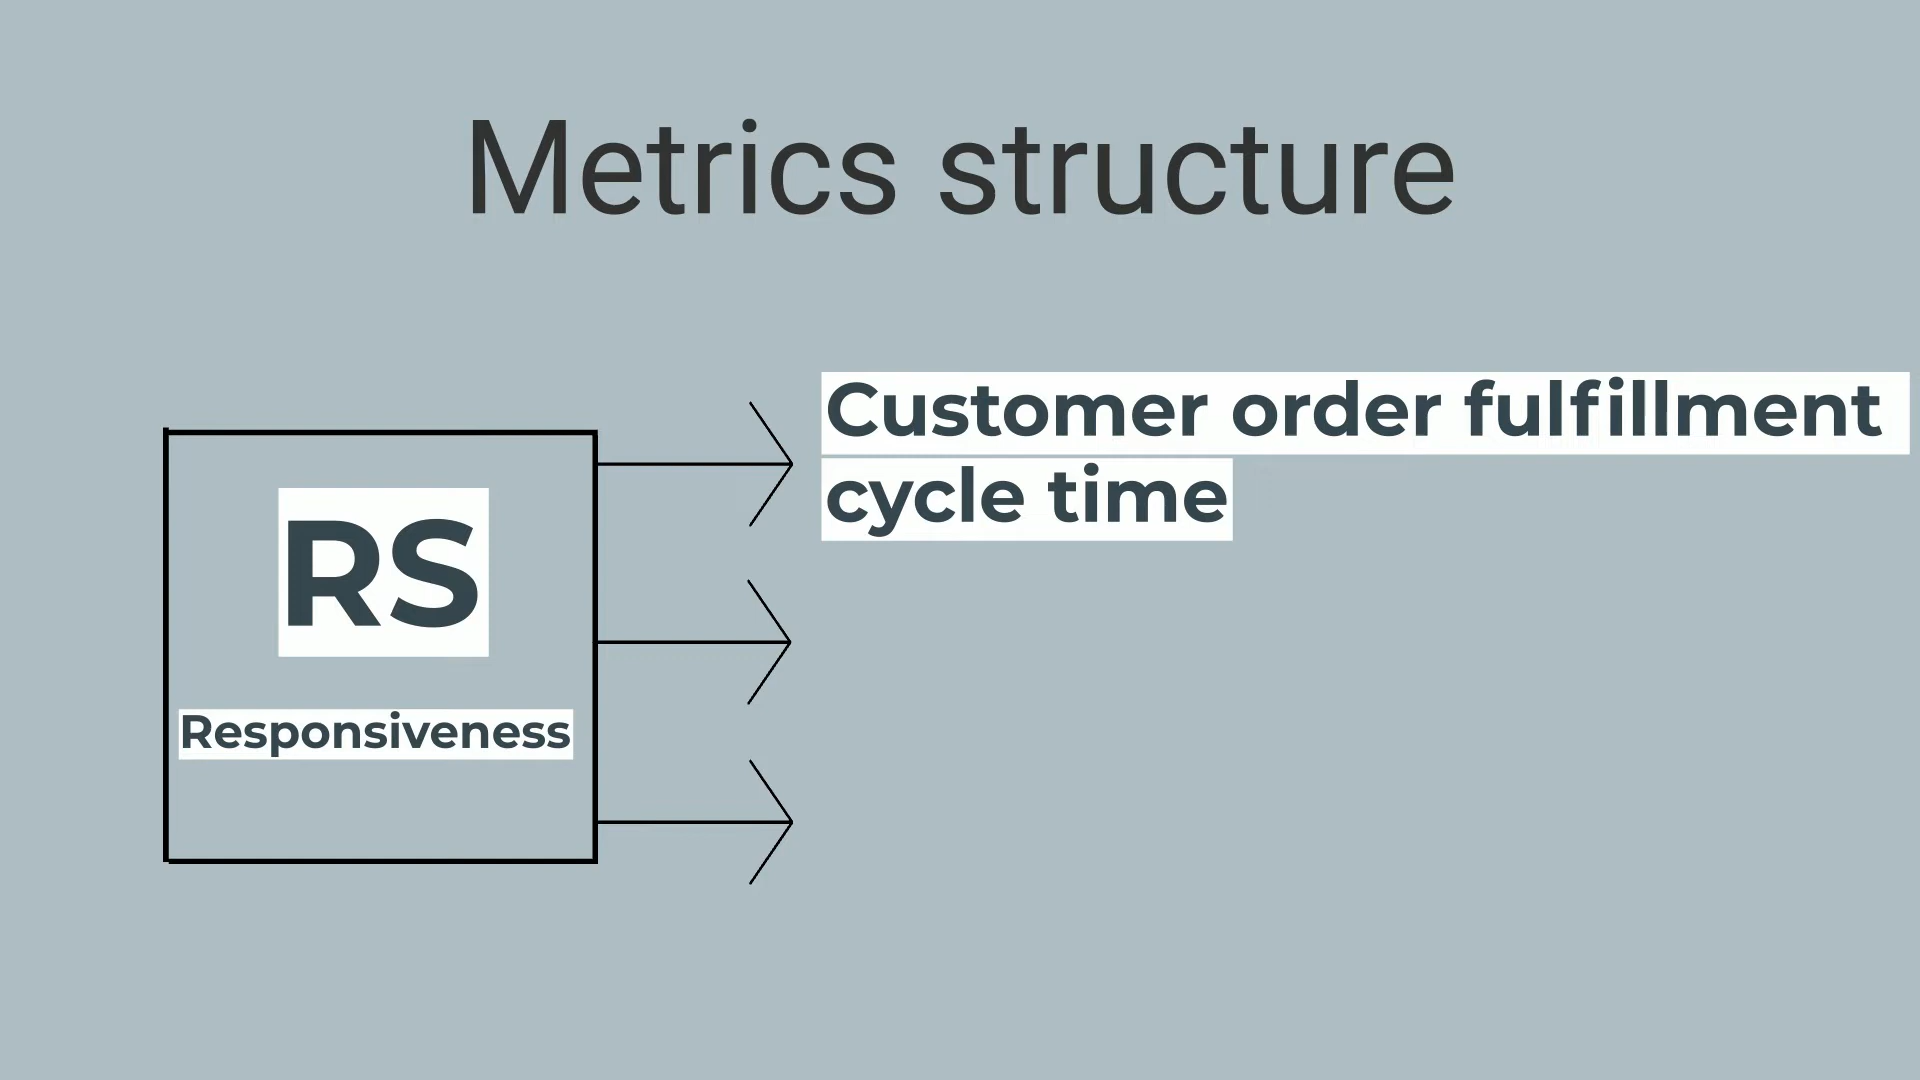 Metrics structure
RS
Responsiveness
Customer order fulfillment
cycle time